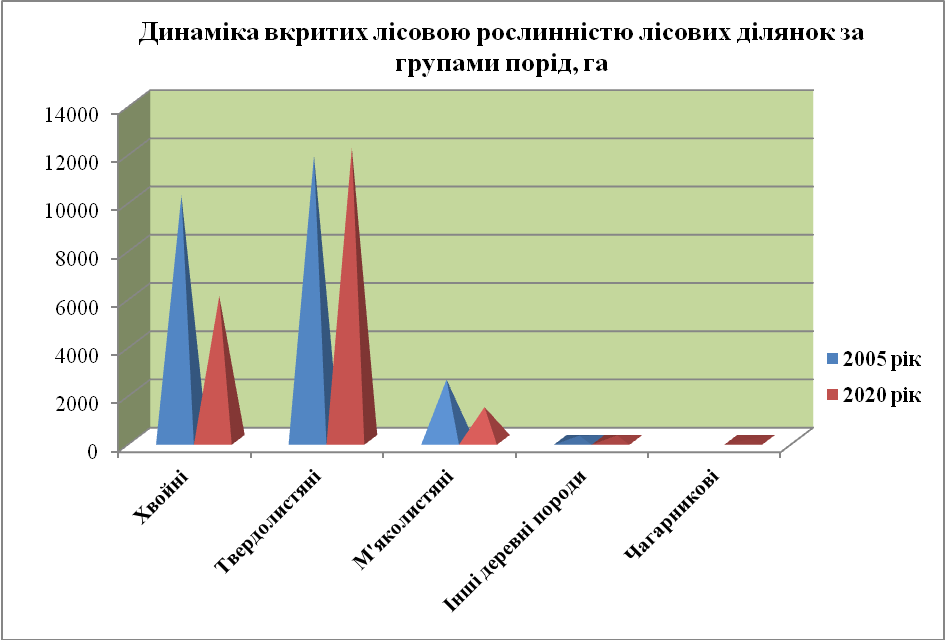 Динаміка вкритих лісовою рослинністю лісових ділянок за
групами порід, га
14000
12000
10000
8000
6000
4000
2000
0
Хвойні
Твердолистяні
М'яколистяні
Інші деревні породи
Чагарникові
2005 рік
2020 рік